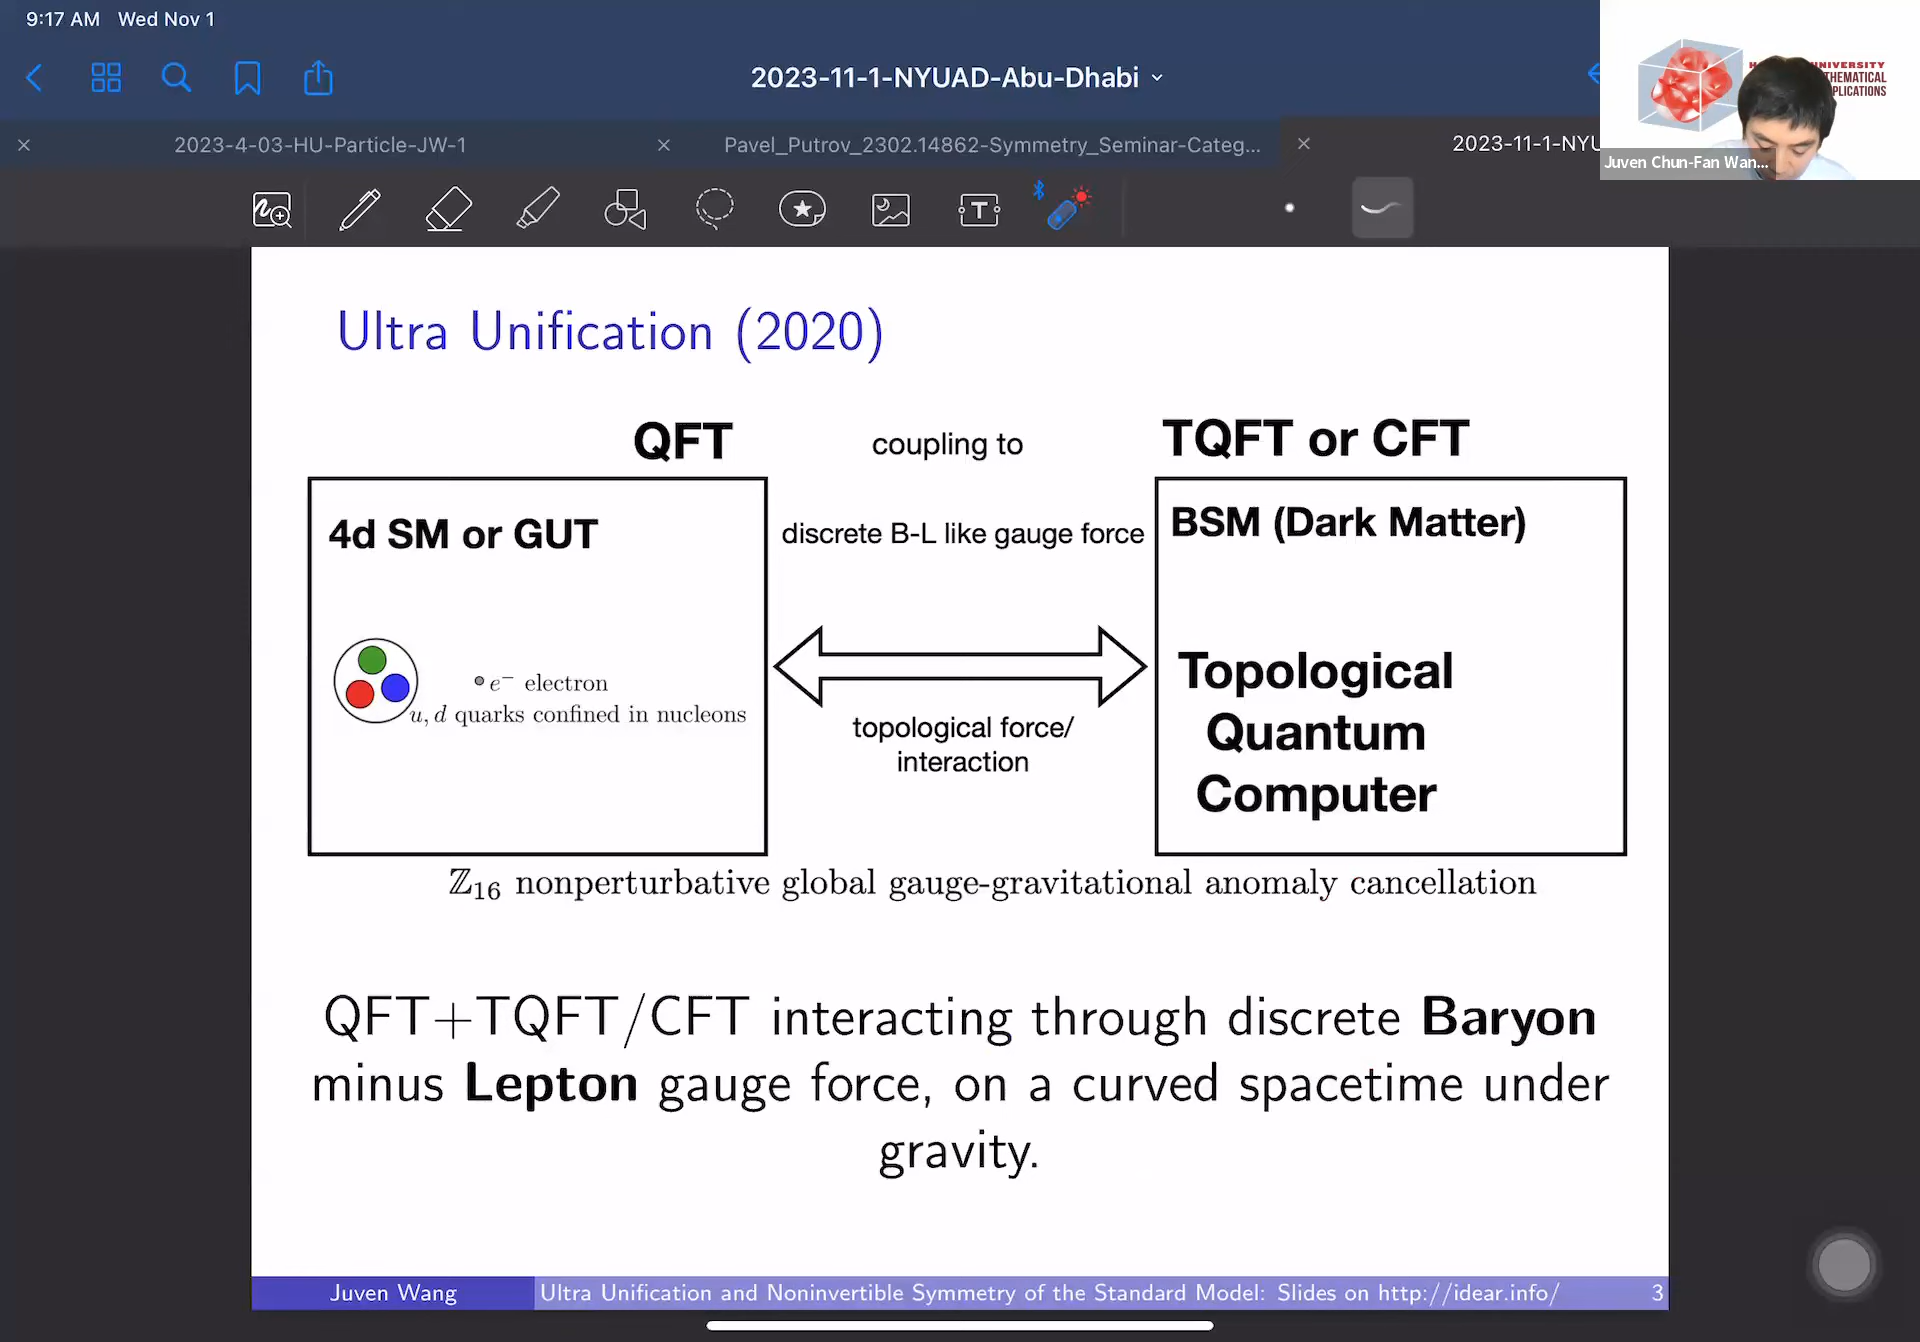 9:17 AM Wed Nov 1
2023-11-1-NYUAD-Abu-Dhabi
2023-4-03-HU-Particle-JW-1
Pavel_Putrov_2302.14862-Symmetry_Seminar-Categ...
2023-11-1-NYU
UNIVERSITY
THEMATICAL
PLICATIONS
Juven Chun-Fan Wan...
T
Ultra Unification (2020)
QFT
coupling to
TQFT or CFT
4d SM or GUT
discrete B-L like gauge force
BSM (Dark Matter)
e⁻ electron
u, d quarks confined in nucleons
topological force/
interaction
Topological
Quantum
Computer
ℤ₁₆ nonperturbative global gauge-gravitational anomaly cancellation
QFT+TQFT/CFT interacting through discrete Baryon
minus Lepton gauge force, on a curved spacetime under
gravity.
Juven Wang
Ultra Unification and Noninvertible Symmetry of the Standard Model: Slides on http://idear.info/
3